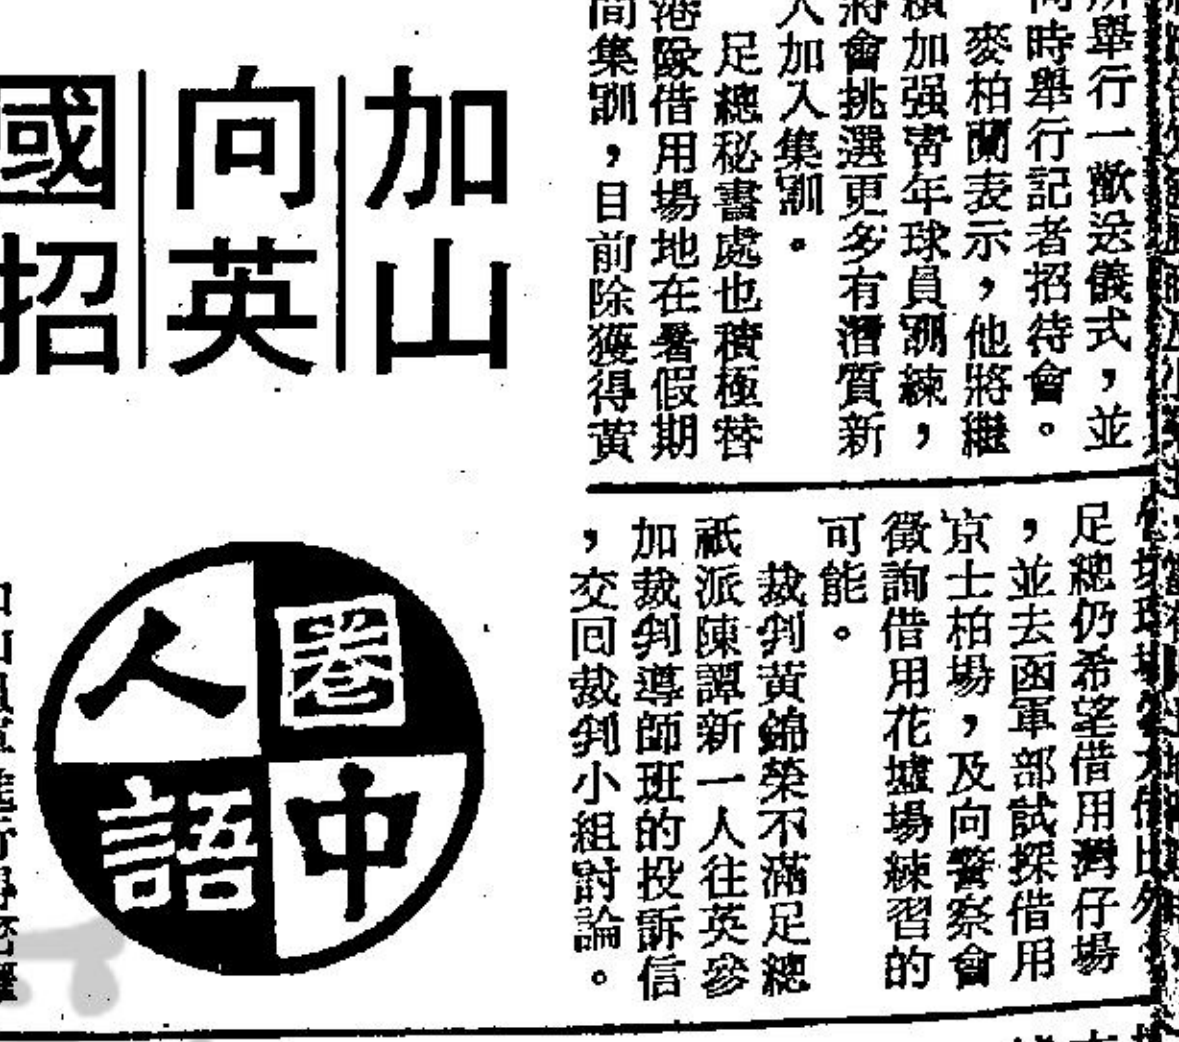 所舉行一歡送儀式，並
同時舉行記者招待會。
麥柏蘭表示，他將繼
續加强靑年球員訓練，
將會挑選更多有潛質新
人加入集訓。
足總秘書處也積極替
港隊借用場地在暑假期
間集訓，目前除獲得黃
足總仍希望借用灣仔場
，並去函軍部試探借用
京士柏場，及向警察會
徵詢借用花墟場練習的
可能。
裁判黃錦榮不滿足總
祇派陳譚新一人往英參
加裁判導師班的投訴信
，交回裁判小組討論。
加山
向英
國招
圈中
人語